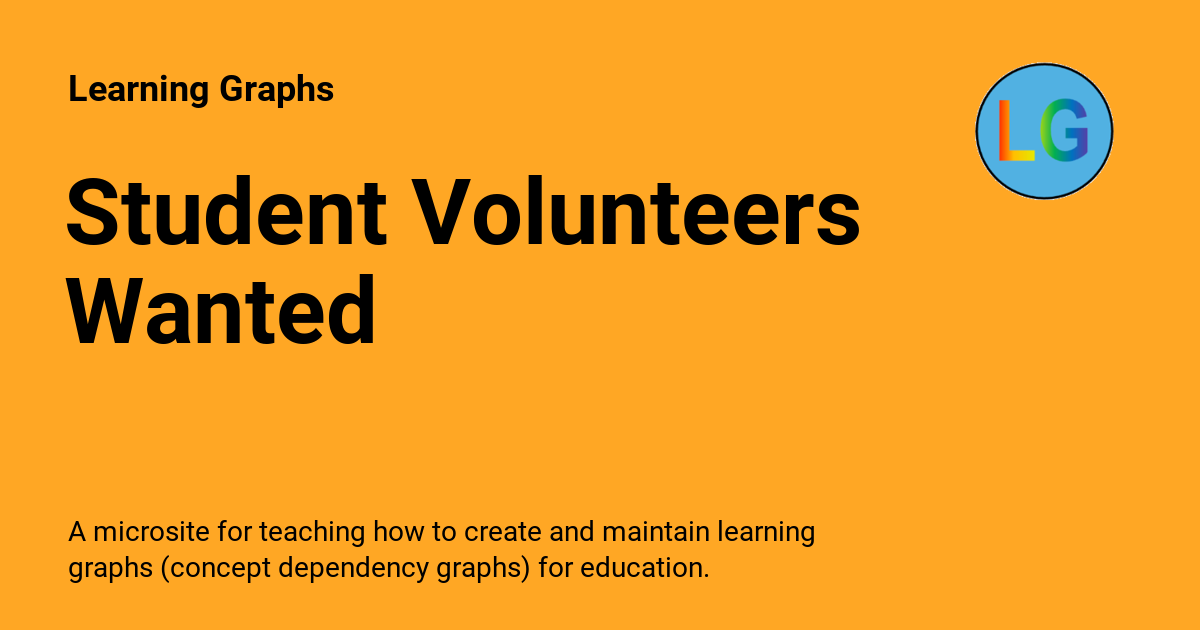 Learning Graphs
LG
Student Volunteers
Wanted
A microsite for teaching how to create and maintain learning
graphs (concept dependency graphs) for education.